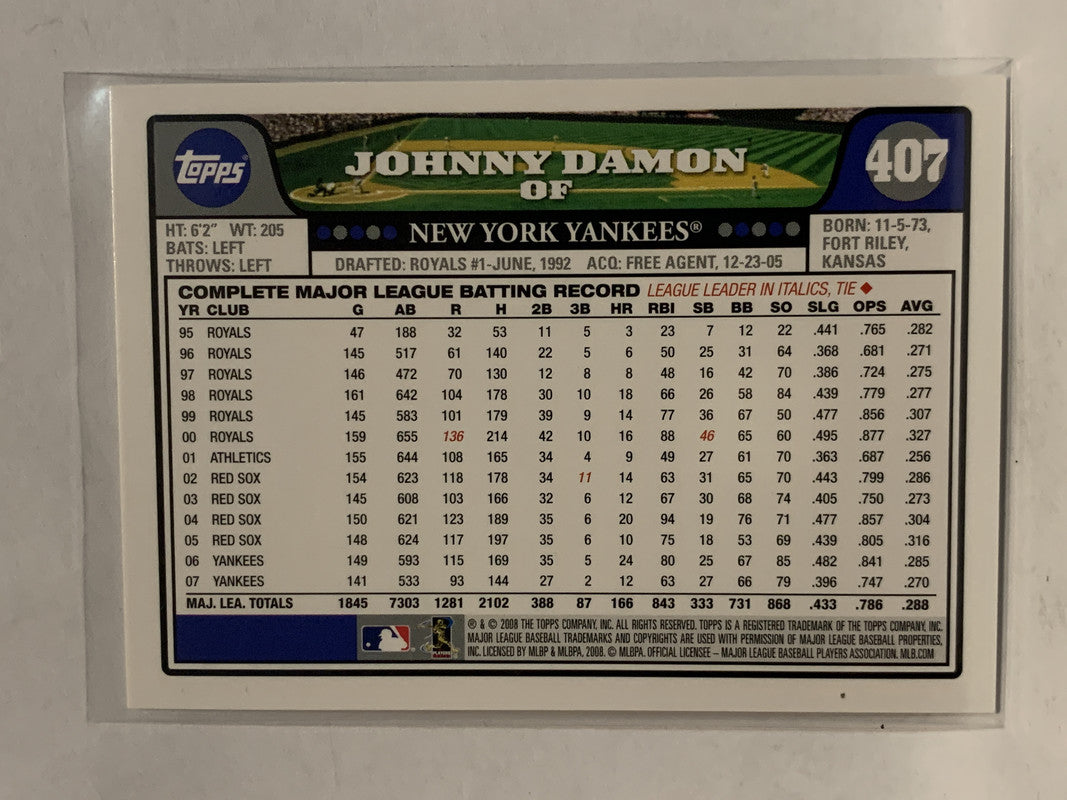 topps®
JOHNNY DAMON
OF
407
HT: 6'2" WT: 205
BATS: LEFT
THROWS: LEFT
NEW YORK YANKEES®
DRAFTED: ROYALS #1-JUNE, 1992 ACQ: FREE AGENT, 12-23-05
BORN: 11-5-73,
FORT RILEY,
KANSAS
COMPLETE MAJOR LEAGUE BATTING RECORD LEAGUE LEADER IN ITALICS, TIE ◆
YR CLUB G AB R H 2B 3B HR RBI SB BB SO SLG OPS AVG
95 ROYALS 47 188 32 53 11 5 3 23 7 12 22 .441 .765 .282
96 ROYALS 145 517 61 140 22 5 6 50 25 31 64 .368 .681 .271
97 ROYALS 146 472 70 130 12 8 8 48 16 42 70 .386 .724 .275
98 ROYALS 161 642 104 178 30 10 18 66 26 58 84 .439 .779 .277
99 ROYALS 145 583 101 179 39 9 14 77 36 67 50 .477 .856 .307
00 ROYALS 159 655 136 214 42 10 16 88 46 65 60 .495 .877 .327
01 ATHLETICS 155 644 108 165 34 4 9 49 27 61 70 .363 .687 .256
02 RED SOX 154 623 118 178 34 11 14 63 31 65 70 .443 .799 .286
03 RED SOX 145 608 103 166 32 6 12 67 30 68 74 .405 .750 .273
04 RED SOX 150 621 123 189 35 6 20 94 19 76 71 .477 .857 .304
05 RED SOX 148 624 117 197 35 6 10 75 18 53 69 .439 .805 .316
06 YANKEES 149 593 115 169 35 5 24 80 25 67 85 .482 .841 .285
07 YANKEES 141 533 93 144 27 2 12 63 27 66 79 .396 .747 .270
MAJ. LEA. TOTALS 1845 7303 1281 2102 388 87 166 843 333 731 868 .433 .786 .288
® & © 2008 THE TOPPS COMPANY, INC. ALL RIGHTS RESERVED. TOPPS IS A REGISTERED TRADEMARK OF THE TOPPS COMPANY, INC.
MAJOR LEAGUE BASEBALL TRADEMARKS AND COPYRIGHTS ARE USED WITH PERMISSION OF MAJOR LEAGUE BASEBALL PROPERTIES,
INC. LICENSED BY MLBP & MLBPA, 2008. © MLBPA. OFFICIAL LICENSEE – MAJOR LEAGUE BASEBALL PLAYERS ASSOCIATION. MLB.COM